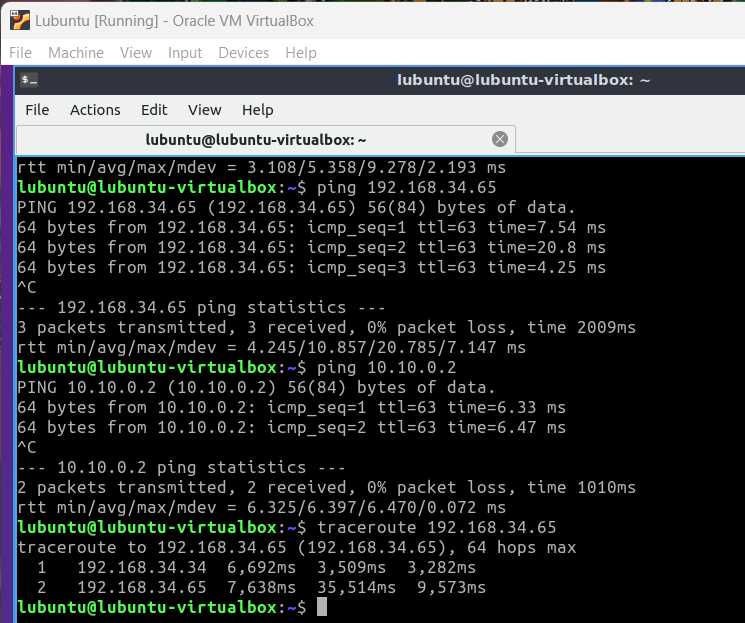 Lubuntu [Running] - Oracle VM VirtualBox
File Machine View Input Devices Help
$_ lubuntu@lubuntu-virtualbox: ~
File Actions Edit View Help
lubuntu@lubuntu-virtualbox: ~
rtt min/avg/max/mdev = 3.108/5.358/9.278/2.193 ms
lubuntu@lubuntu-virtualbox:~$ ping 192.168.34.65
PING 192.168.34.65 (192.168.34.65) 56(84) bytes of data.
64 bytes from 192.168.34.65: icmp_seq=1 ttl=63 time=7.54 ms
64 bytes from 192.168.34.65: icmp_seq=2 ttl=63 time=20.8 ms
64 bytes from 192.168.34.65: icmp_seq=3 ttl=63 time=4.25 ms
^C
--- 192.168.34.65 ping statistics ---
3 packets transmitted, 3 received, 0% packet loss, time 2009ms
rtt min/avg/max/mdev = 4.245/10.857/20.785/7.147 ms
lubuntu@lubuntu-virtualbox:~$ ping 10.10.0.2
PING 10.10.0.2 (10.10.0.2) 56(84) bytes of data.
64 bytes from 10.10.0.2: icmp_seq=1 ttl=63 time=6.33 ms
64 bytes from 10.10.0.2: icmp_seq=2 ttl=63 time=6.47 ms
^C
--- 10.10.0.2 ping statistics ---
2 packets transmitted, 2 received, 0% packet loss, time 1010ms
rtt min/avg/max/mdev = 6.325/6.397/6.470/0.072 ms
lubuntu@lubuntu-virtualbox:~$ traceroute 192.168.34.65
traceroute to 192.168.34.65 (192.168.34.65), 64 hops max
1 192.168.34.34 6,692ms 3,509ms 3,282ms
2 192.168.34.65 7,638ms 35,514ms 9,573ms
lubuntu@lubuntu-virtualbox:~$